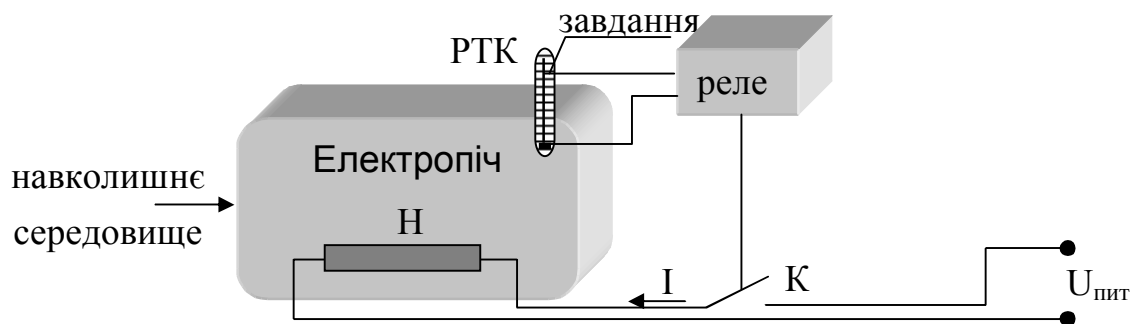 завдання
РТК
реле
Електропіч
навколишнє
середовище
Н
І
К
Uпит